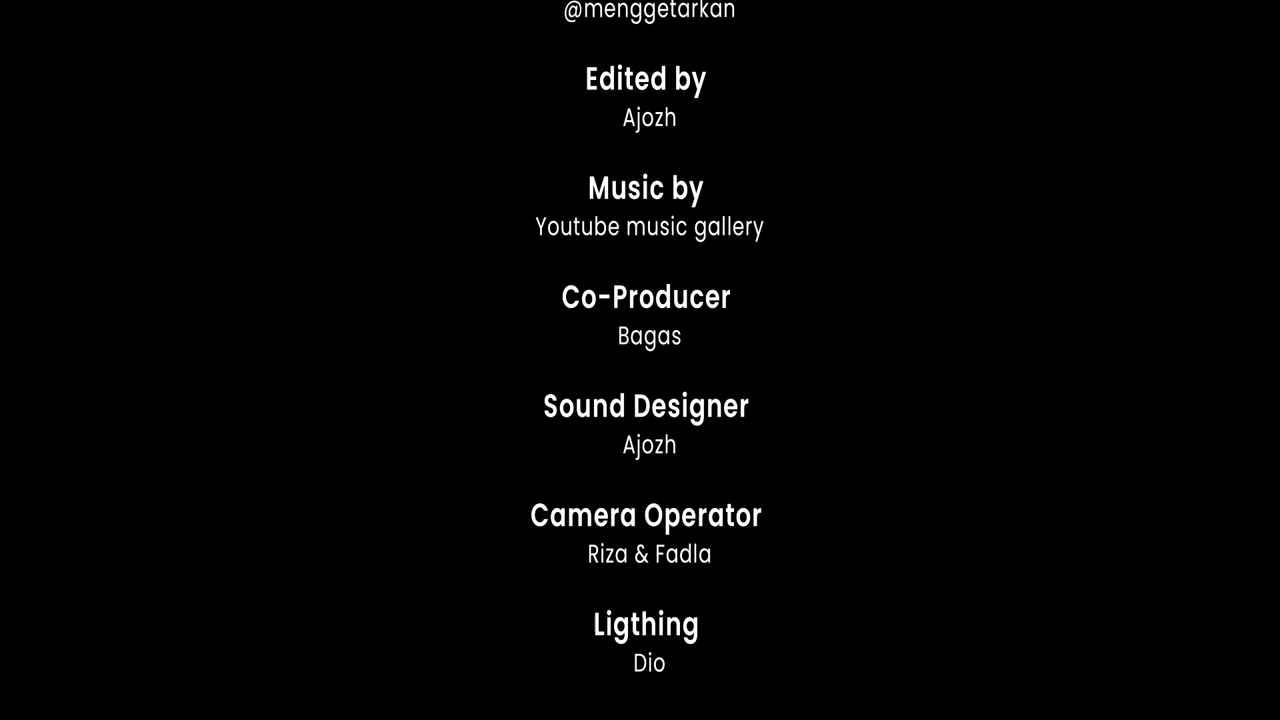 @menggetarkan
Edited by
Ajozh
Music by
Youtube music gallery
Co-Producer
Bagas
Sound Designer
Ajozh
Camera Operator
Riza & Fadla
Ligthing
Dio